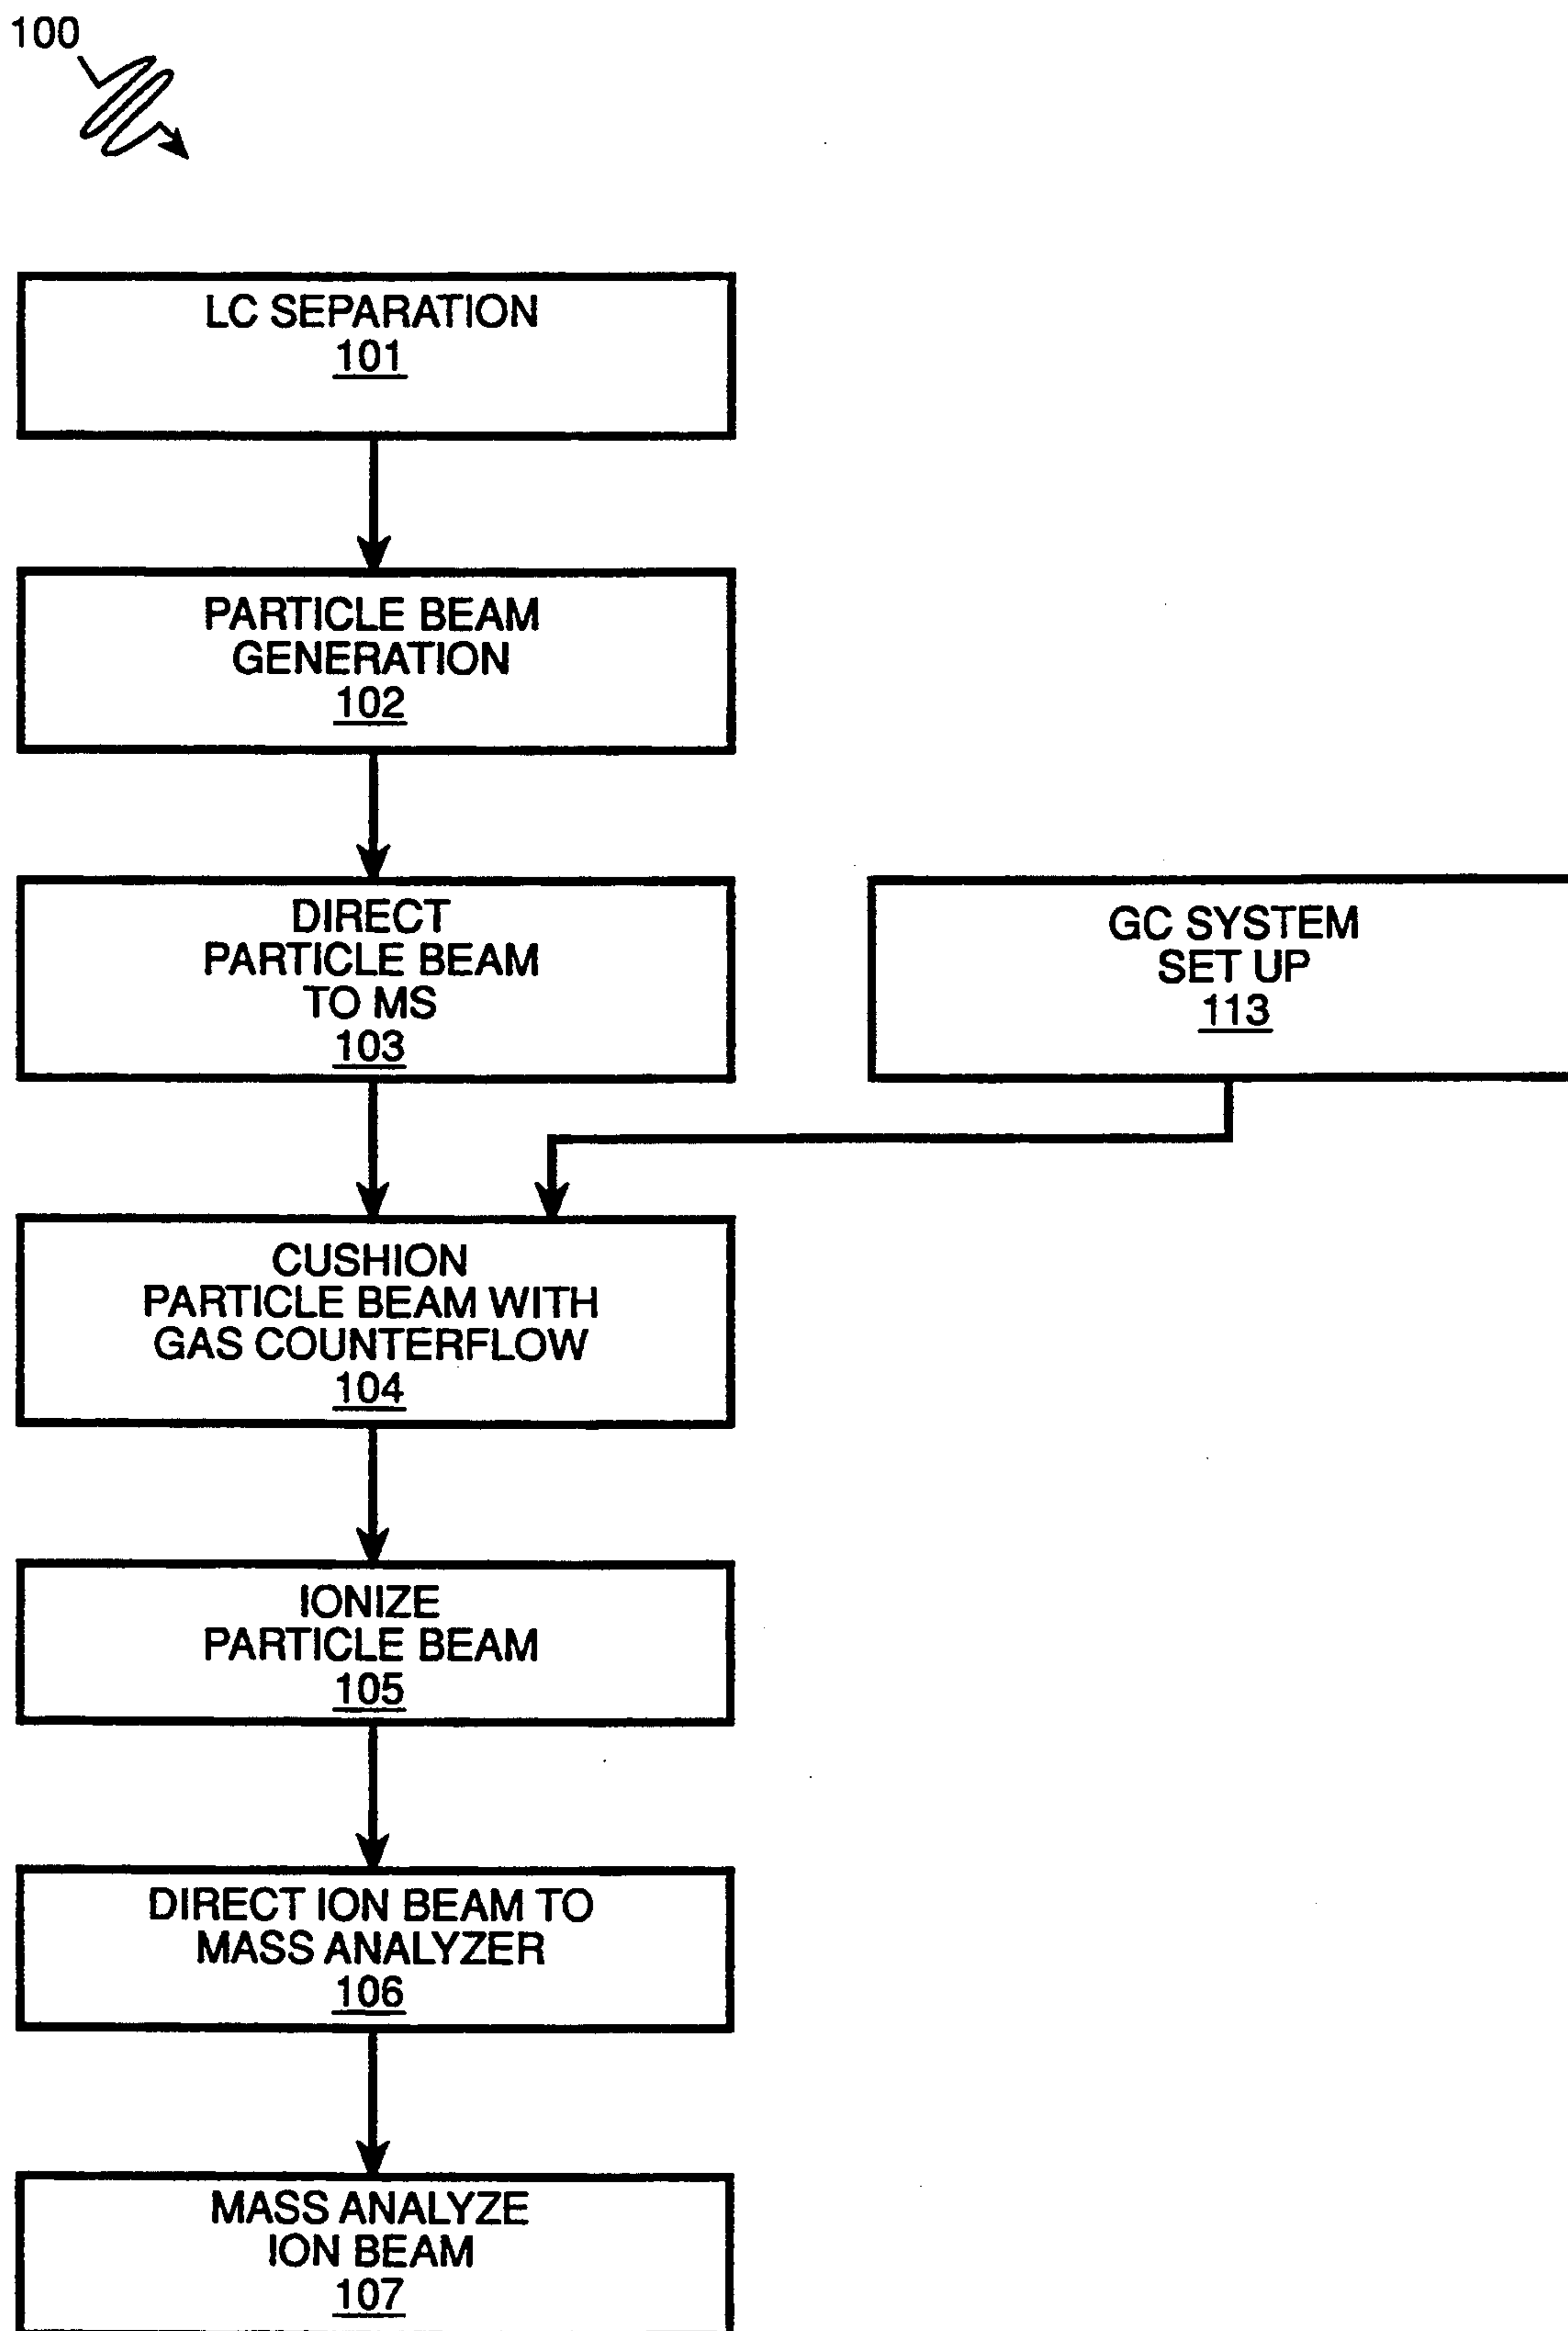 100
LC SEPARATION
101
PARTICLE BEAM
GENERATION
102
DIRECT
PARTICLE BEAM
TO MS
103
GC SYSTEM
SET UP
113
CUSHION
PARTICLE BEAM WITH
GAS COUNTERFLOW
104
IONIZE
PARTICLE BEAM
105
DIRECT ION BEAM TO
MASS ANALYZER
106
MASS ANALYZE
ION BEAM
107